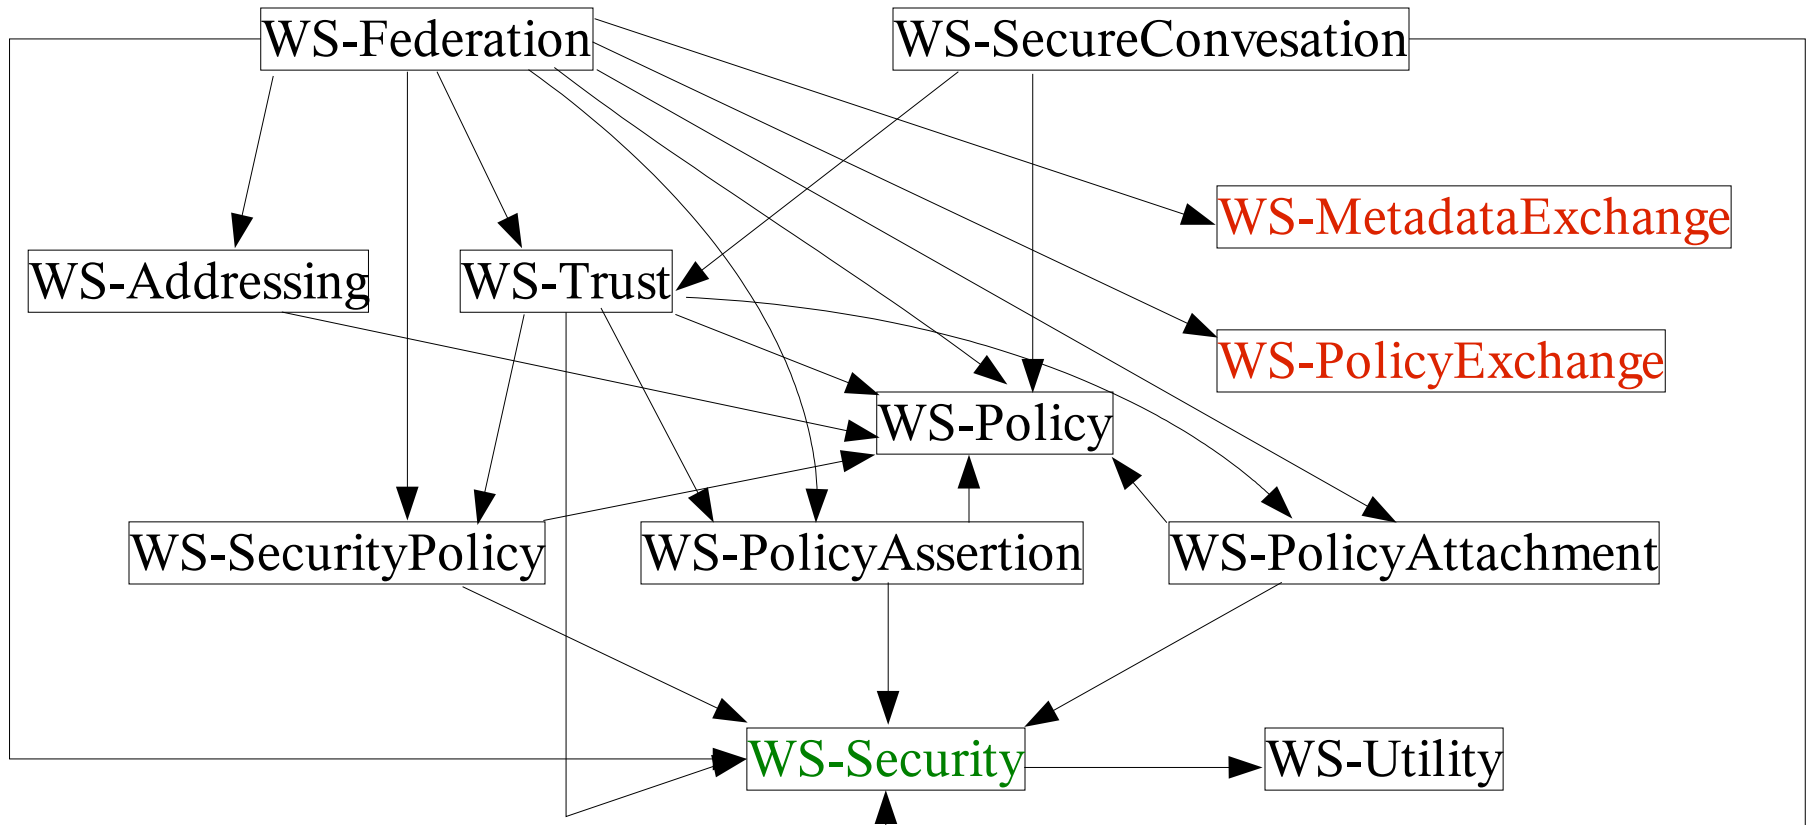 WS-Federation
WS-SecureConvesation
WS-MetadataExchange
WS-Addressing
WS-Trust
WS-PolicyExchange
WS-Policy
WS-SecurityPolicy
WS-PolicyAssertion
WS-PolicyAttachment
WS-Security
WS-Utility